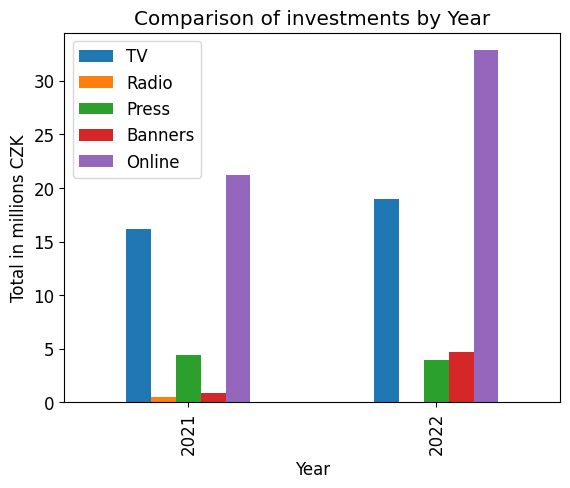 Comparison of investments by Year
Total in millions CZK
30
25
20
15
10
5
0
TV
Radio
Press
Banners
Online
2021
2022
Year